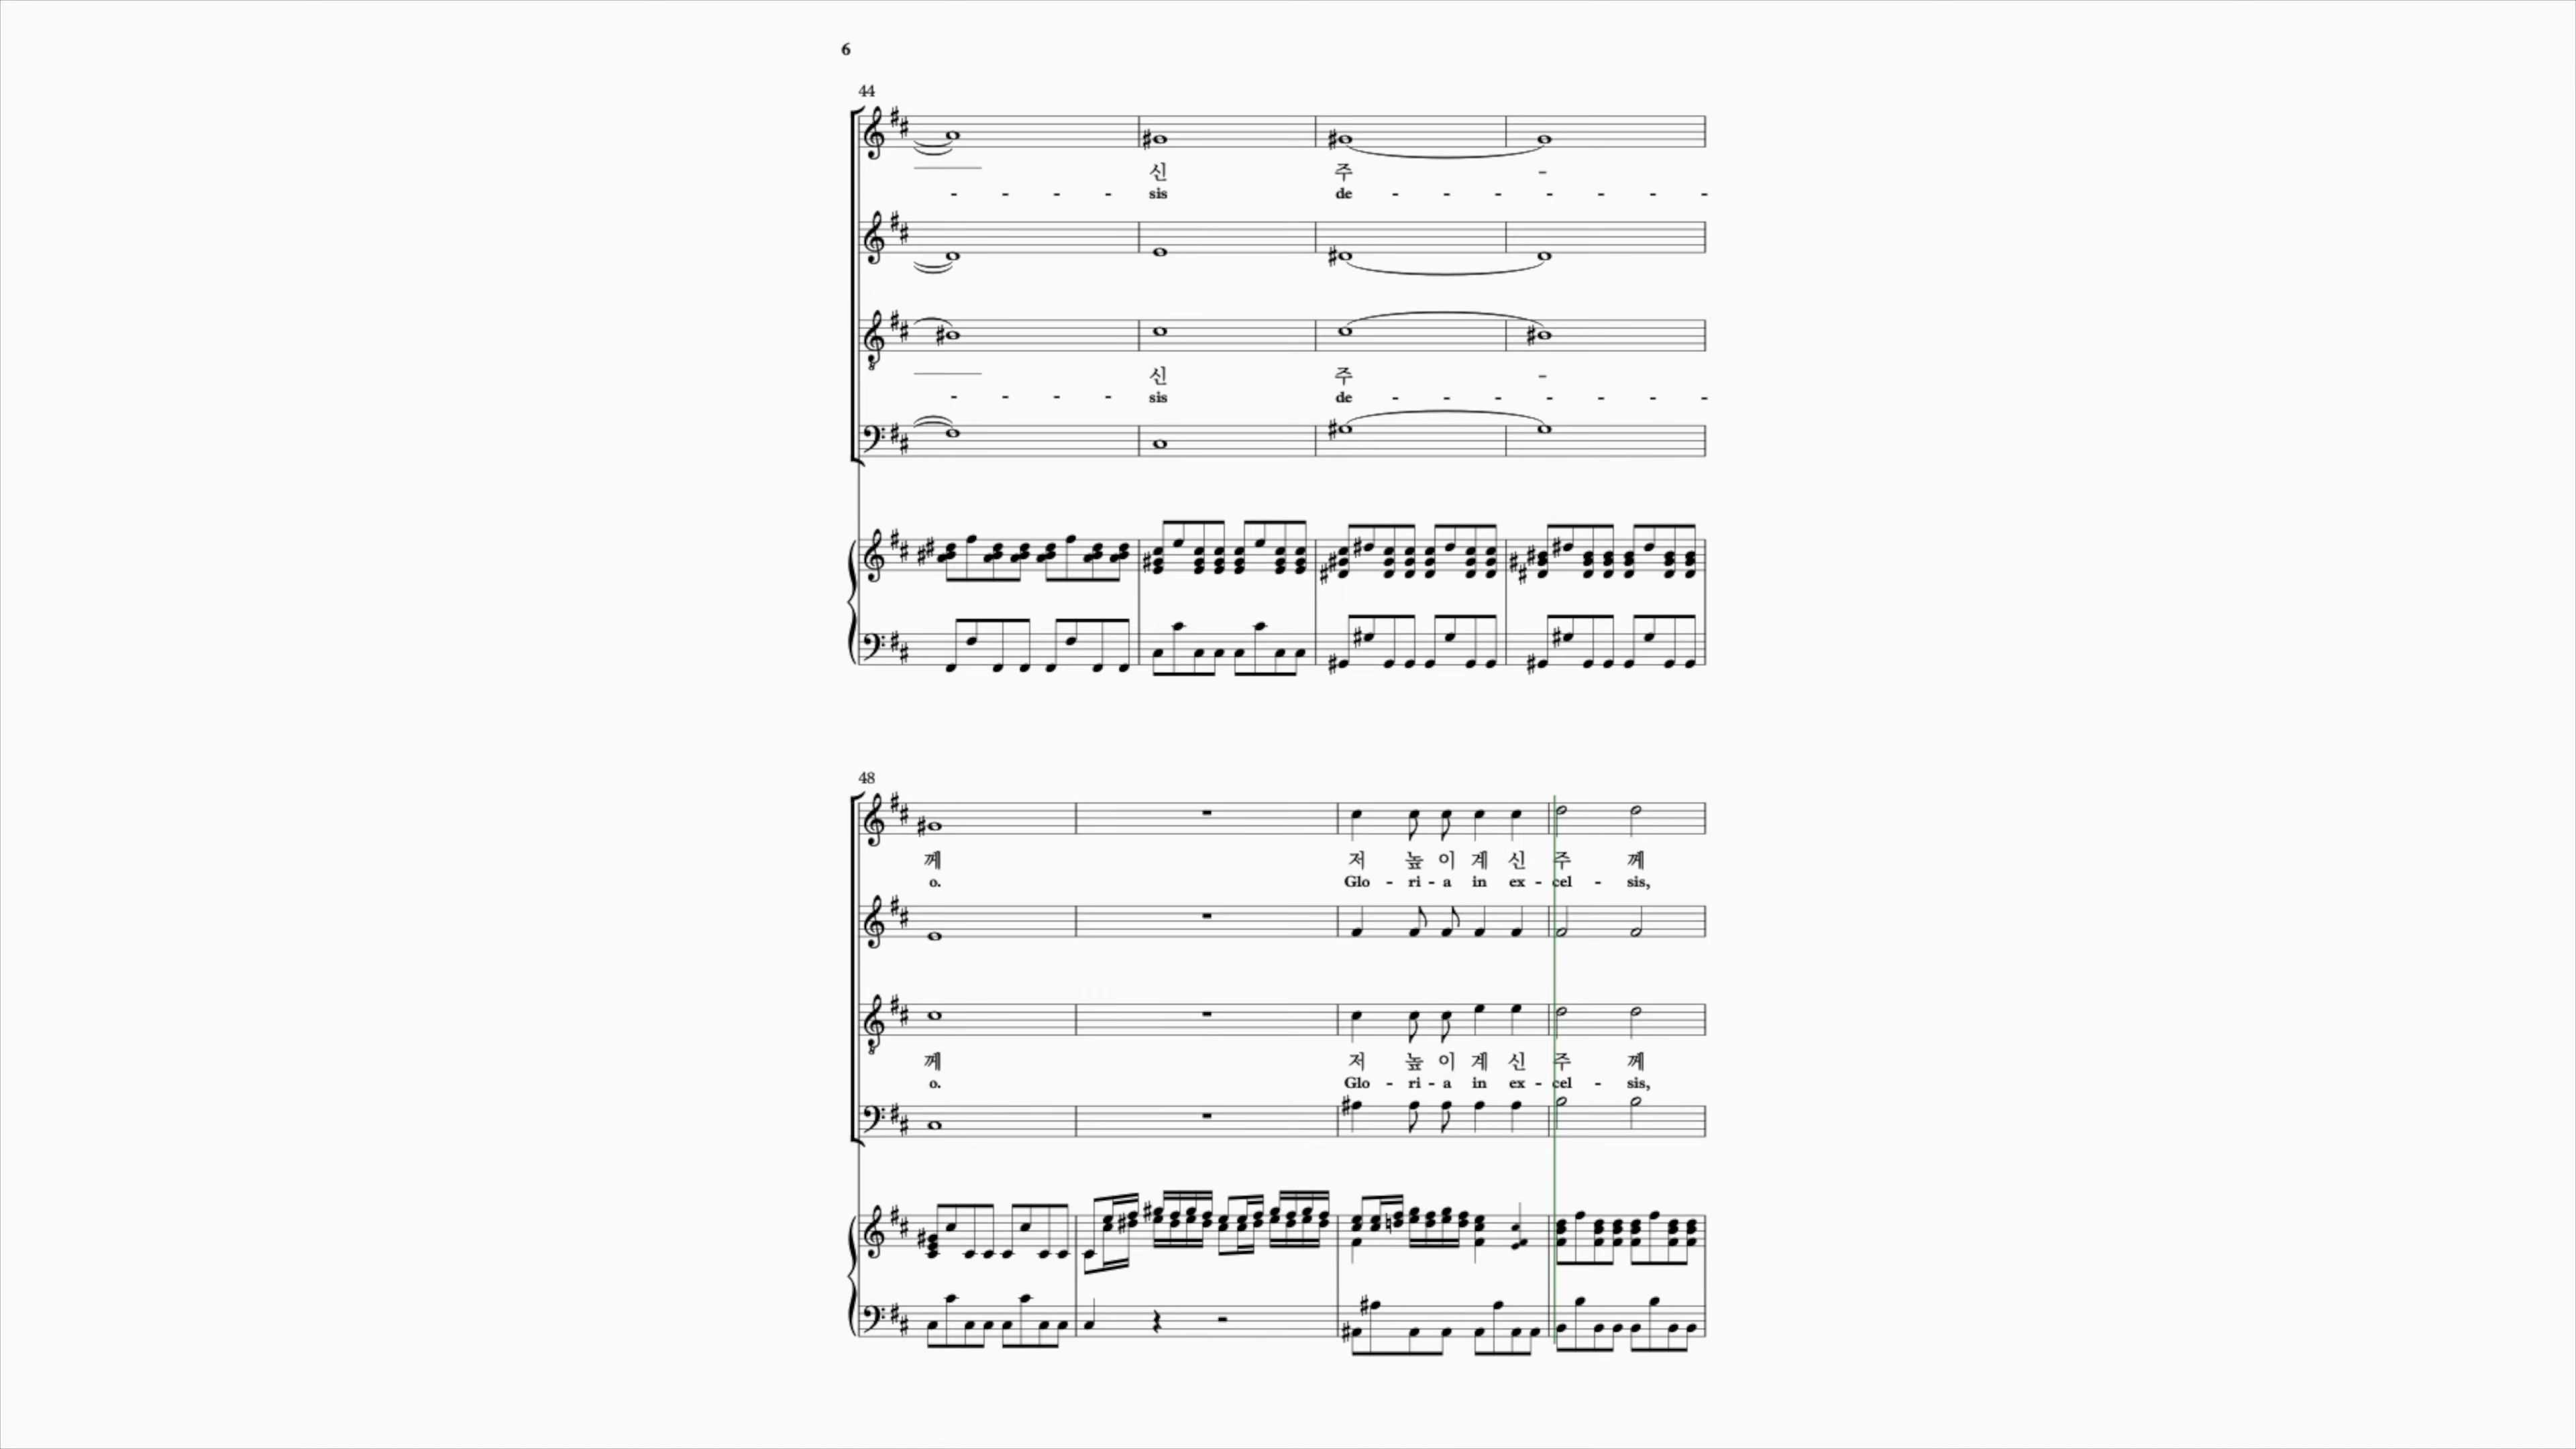 6
44
신 주 -
- - - - sis de - - - - - - -
신 주 -
- - - - sis de - - - - - - -
48
께 저 높 이 계 신 주 께
o. Glo - ri - a in ex - cel - sis,
께 저 높 이 계 신 주 께
o. Glo - ri - a in ex - cel - sis,